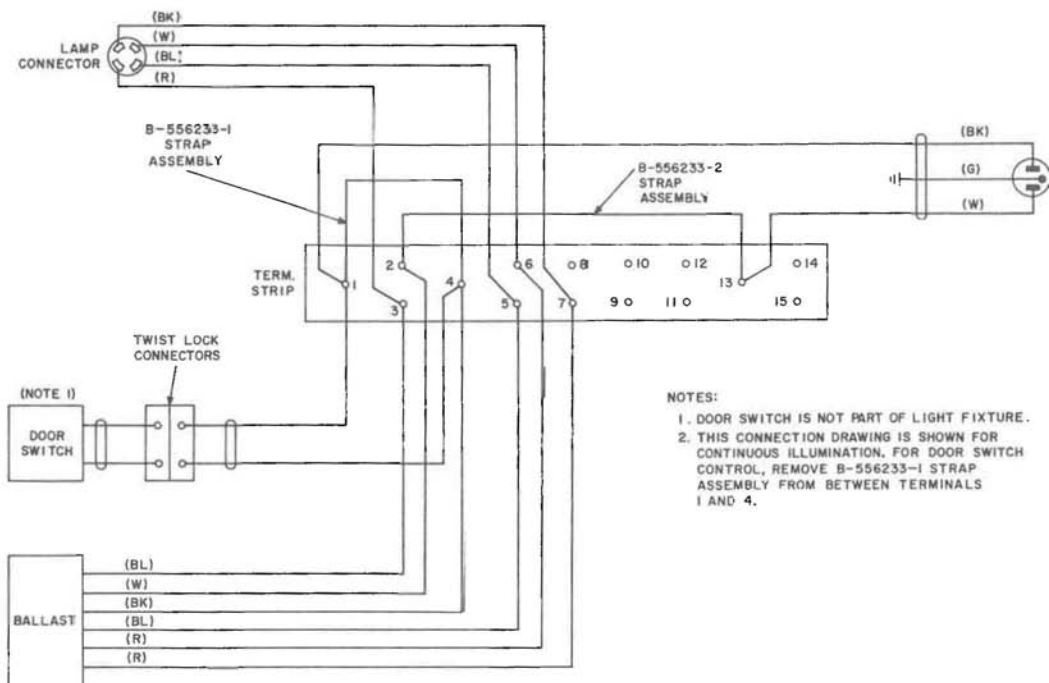 (BK)
(W)
(BL)
(R)
LAMP
CONNECTOR
B-556233-1
STRAP
ASSEMBLY
B-556233-2
STRAP
ASSEMBLY
(BK)
(G)
(W)
TERM.
STRIP
1
2
3
4
5
6
7
8
9
10
11
12
13
14
15
TWIST LOCK
CONNECTORS
(NOTE 1)
DOOR
SWITCH
NOTES:
1. DOOR SWITCH IS NOT PART OF LIGHT FIXTURE.
2. THIS CONNECTION DRAWING IS SHOWN FOR
CONTINUOUS ILLUMINATION. FOR DOOR SWITCH
CONTROL, REMOVE B-556233-1 STRAP
ASSEMBLY FROM BETWEEN TERMINALS
1 AND 4.
BALLAST
(BL)
(W)
(BK)
(BL)
(R)
(R)